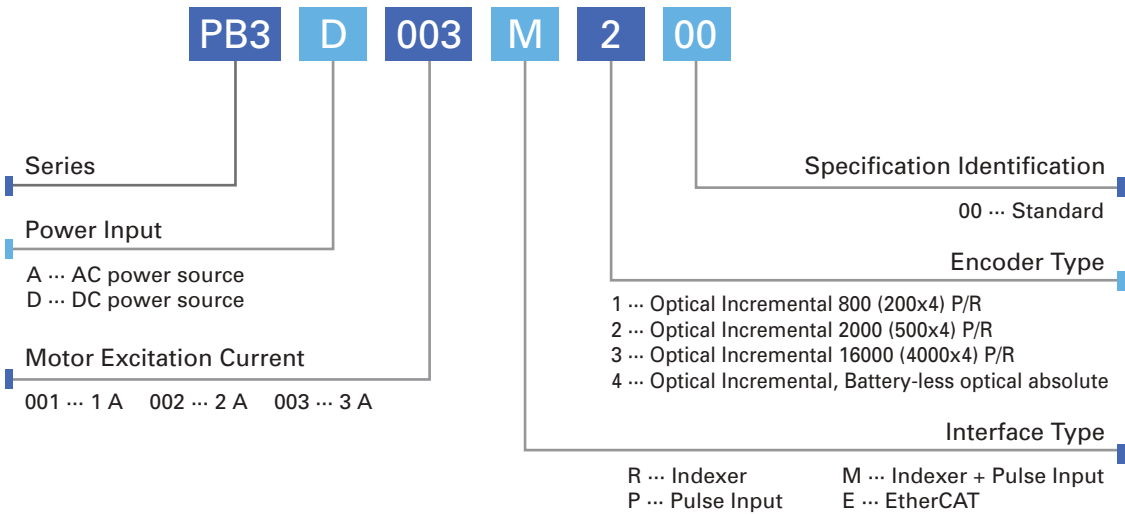 PB3 D 003 M 2 00
Series
Power Input
A ··· AC power source
D ··· DC power source
Motor Excitation Current
001 ··· 1 A 002 ··· 2 A 003 ··· 3 A
Specification Identification
00 ··· Standard
Encoder Type
1 ··· Optical Incremental 800 (200x4) P/R
2 ··· Optical Incremental 2000 (500x4) P/R
3 ··· Optical Incremental 16000 (4000x4) P/R
4 ··· Optical Incremental, Battery-less optical absolute
Interface Type
R ··· Indexer M ··· Indexer + Pulse Input
P ··· Pulse Input E ··· EtherCAT